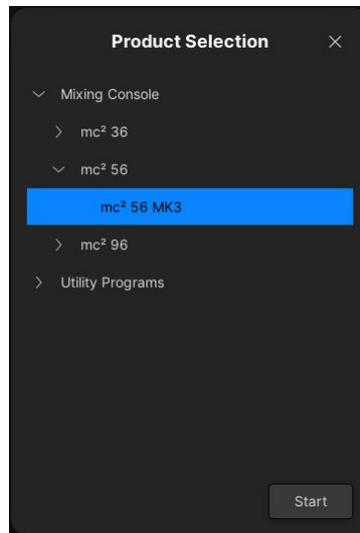 Product Selection
Mixing Console
mc² 36
mc² 56
mc² 56 MK3
mc² 96
Utility Programs
Start